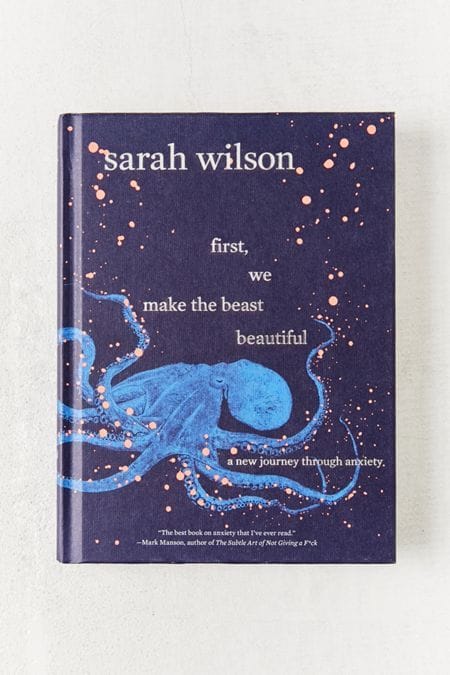 sarah wilson
first,
we
make the beast
beautiful
a new journey through anxiety.
“The best book on anxiety that I've ever read.”
—Mark Manson, author of The Subtle Art of Not Giving a F*ck